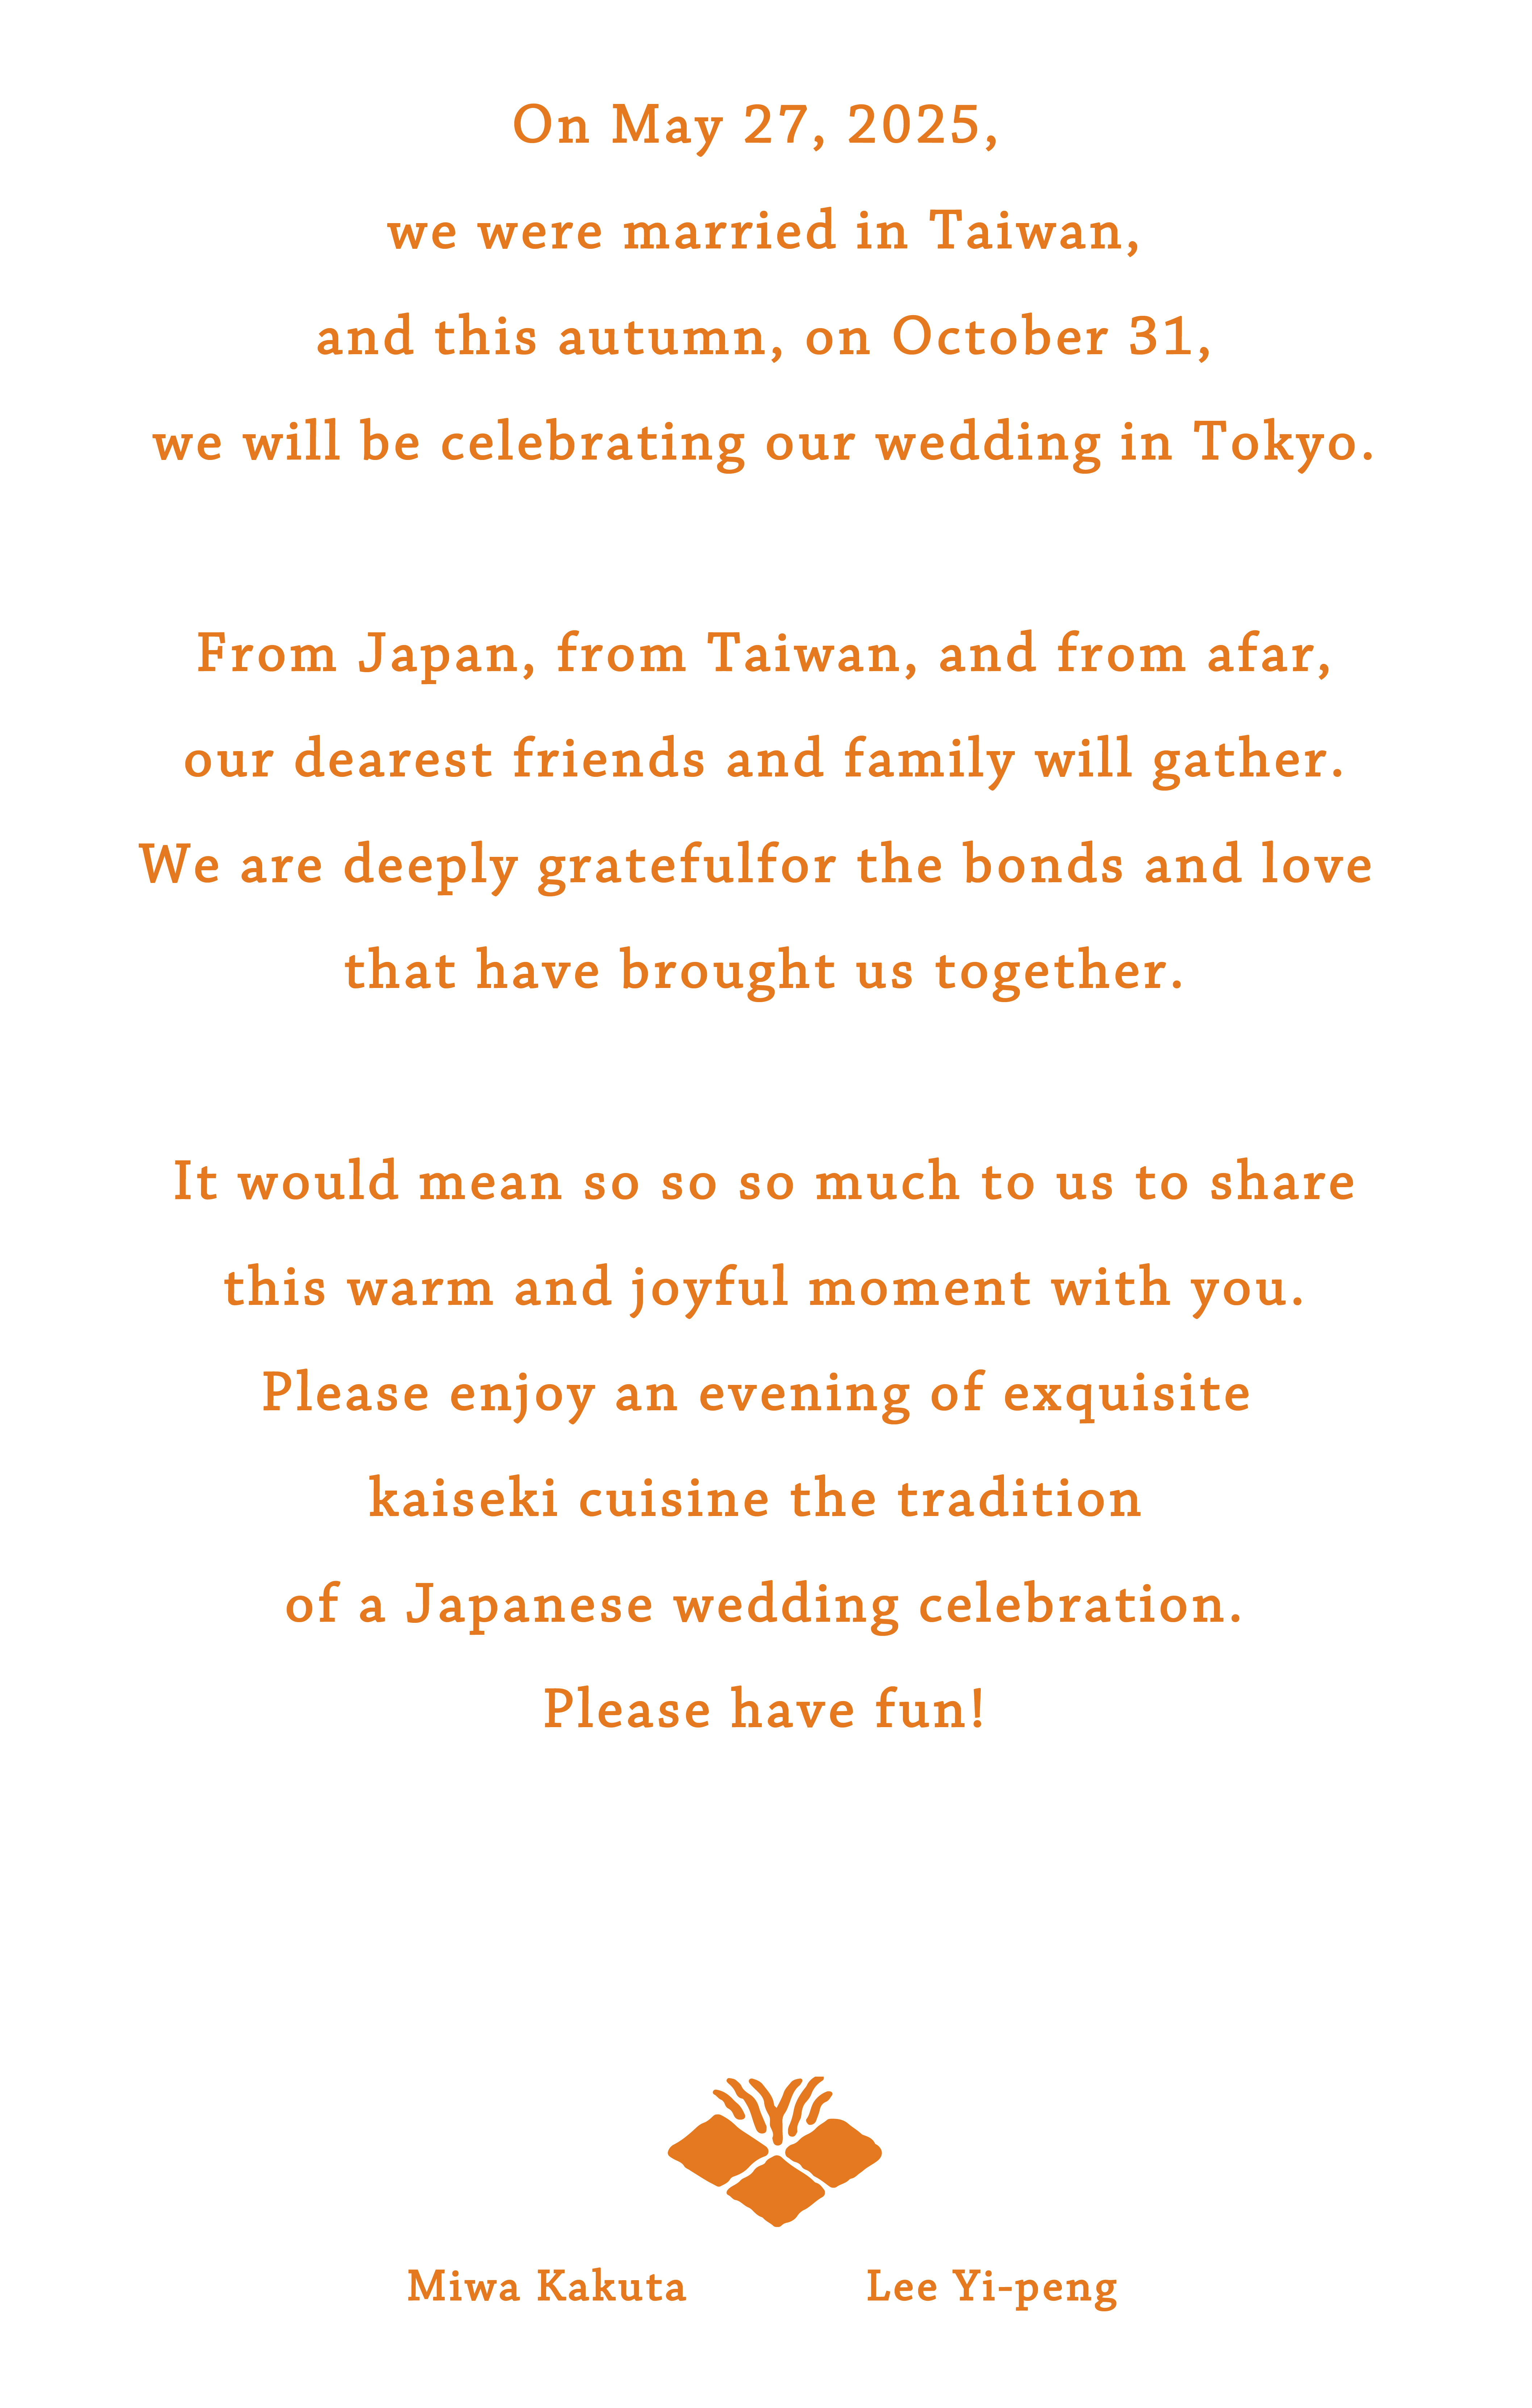 On May 27, 2025,
we were married in Taiwan,
and this autumn, on October 31,
we will be celebrating our wedding in Tokyo.
From Japan, from Taiwan, and from afar,
our dearest friends and family will gather.
We are deeply gratefulfor the bonds and love
that have brought us together.
It would mean so so so much to us to share
this warm and joyful moment with you.
Please enjoy an evening of exquisite
kaiseki cuisine the tradition
of a Japanese wedding celebration.
Please have fun!
Miwa Kakuta Lee Yi-peng